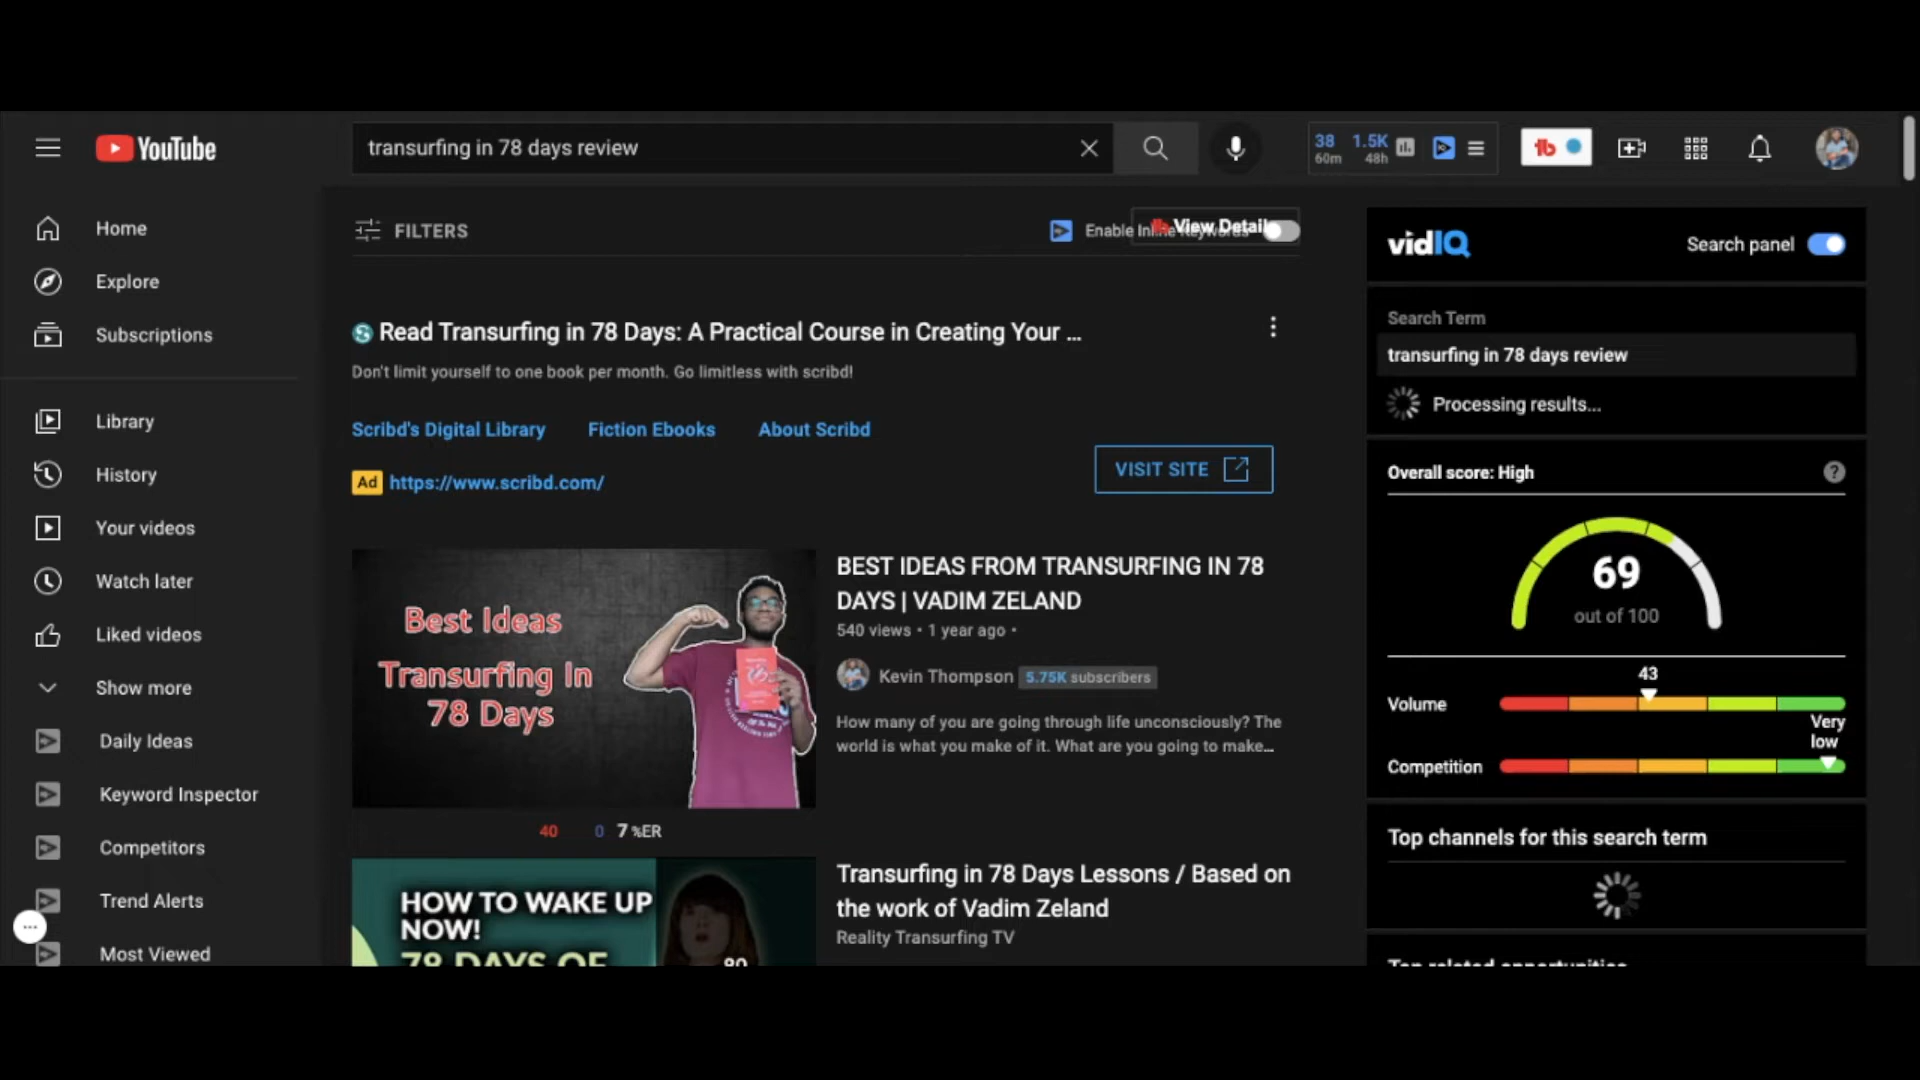 YouTube
transurfing in 78 days review
38
60m
1.5K
48h
Home
Explore
Subscriptions
Library
History
Your videos
Watch later
Liked videos
Show more
Daily Ideas
Keyword Inspector
Competitors
Trend Alerts
Most Viewed
FILTERS
Enable Inline Keywords
View Detail
Read Transurfing in 78 Days: A Practical Course in Creating Your ...
Don't limit yourself to one book per month. Go limitless with scribd!
Scribd's Digital Library
Fiction Ebooks
About Scribd
Ad https://www.scribd.com/
VISIT SITE
Best Ideas
Transurfing In
78 Days
40 0 7 %ER
BEST IDEAS FROM TRANSURFING IN 78
DAYS | VADIM ZELAND
540 views • 1 year ago •
Kevin Thompson 5.75K subscribers
How many of you are going through life unconsciously? The
world is what you make of it. What are you going to make...
HOW TO WAKE UP
NOW!
78 DAYS OF
80
Transurfing in 78 Days Lessons / Based on
the work of Vadim Zeland
Reality Transurfing TV
vidIQ
Search panel
Search Term
transurfing in 78 days review
Processing results...
Overall score: High
69
out of 100
43
Volume
Very
low
Competition
Top channels for this search term
Top related opportunities